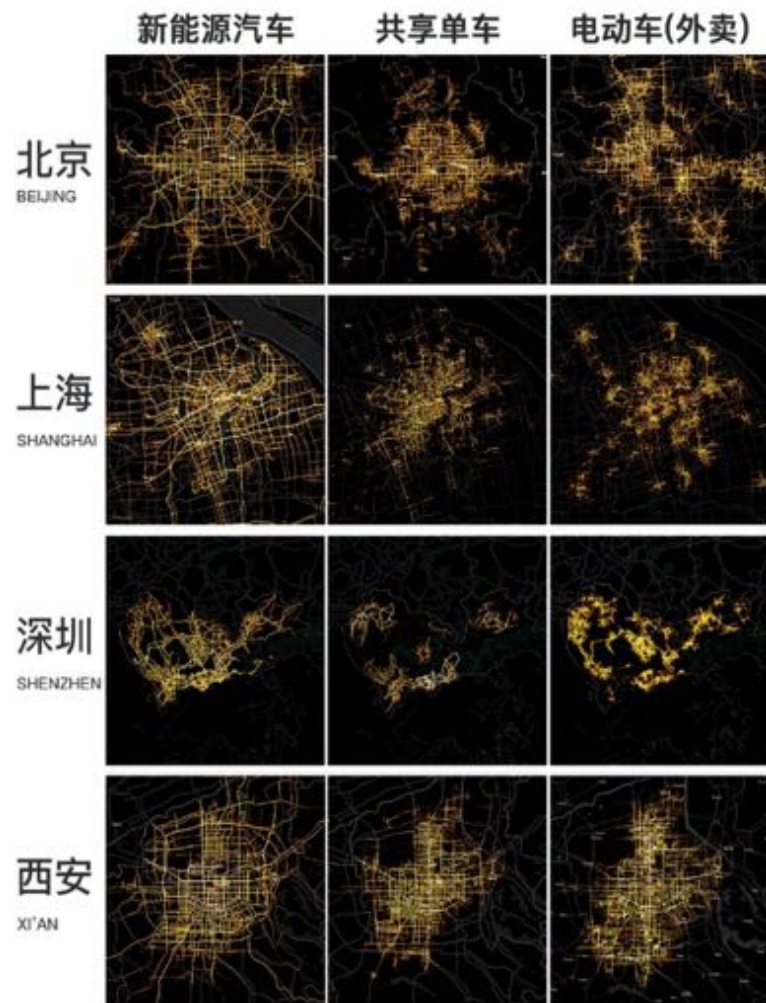 新能源汽车 共享单车 电动车(外卖)
北京
BEIJING
上海
SHANGHAI
深圳
SHENZHEN
西安
XI'AN